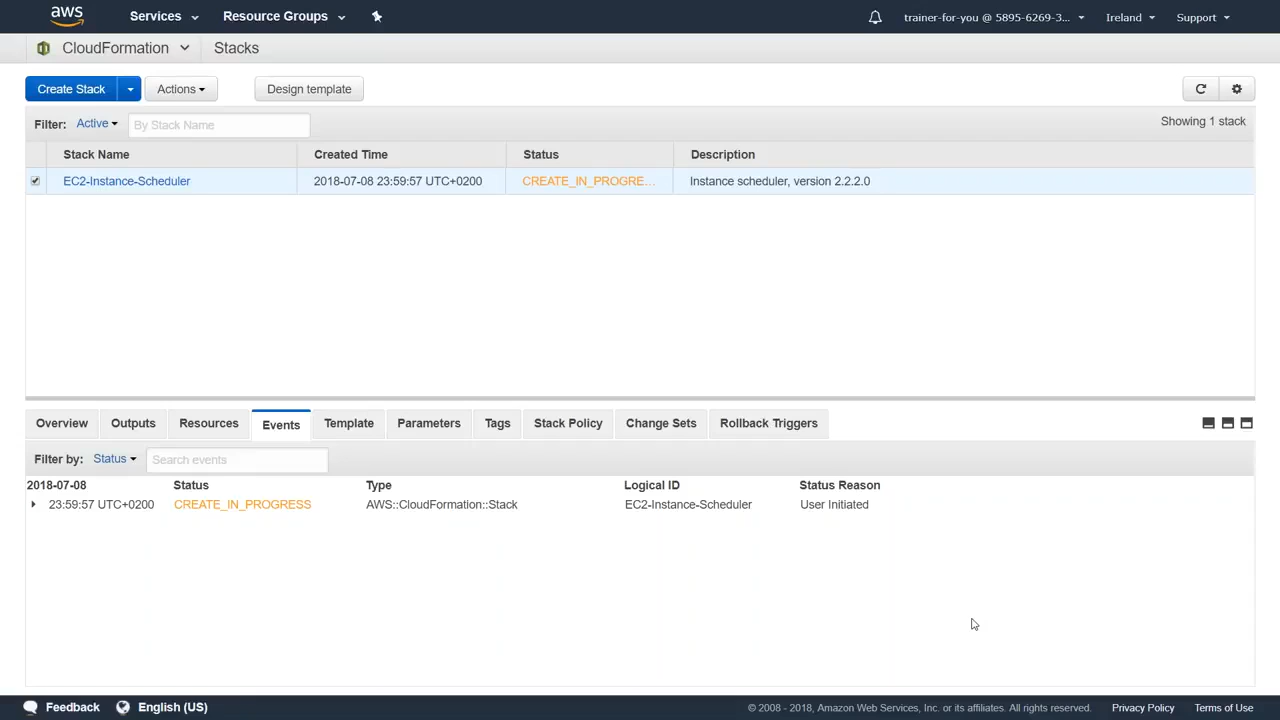 aws Services Resource Groups trainer-for-you @ 5895-6269-3... Ireland Support
CloudFormation Stacks
Create Stack Actions Design template
Filter: Active By Stack Name Showing 1 stack
Stack Name Created Time Status Description
EC2-Instance-Scheduler 2018-07-08 23:59:57 UTC+0200 CREATE_IN_PROGRE... Instance scheduler, version 2.2.2.0
Overview Outputs Resources Events Template Parameters Tags Stack Policy Change Sets Rollback Triggers
Filter by: Status Search events
2018-07-08 Status Type Logical ID Status Reason
23:59:57 UTC+0200 CREATE_IN_PROGRESS AWS::CloudFormation::Stack EC2-Instance-Scheduler User Initiated
Feedback English (US) © 2008 - 2018, Amazon Web Services, Inc. or its affiliates. All rights reserved. Privacy Policy Terms of Use